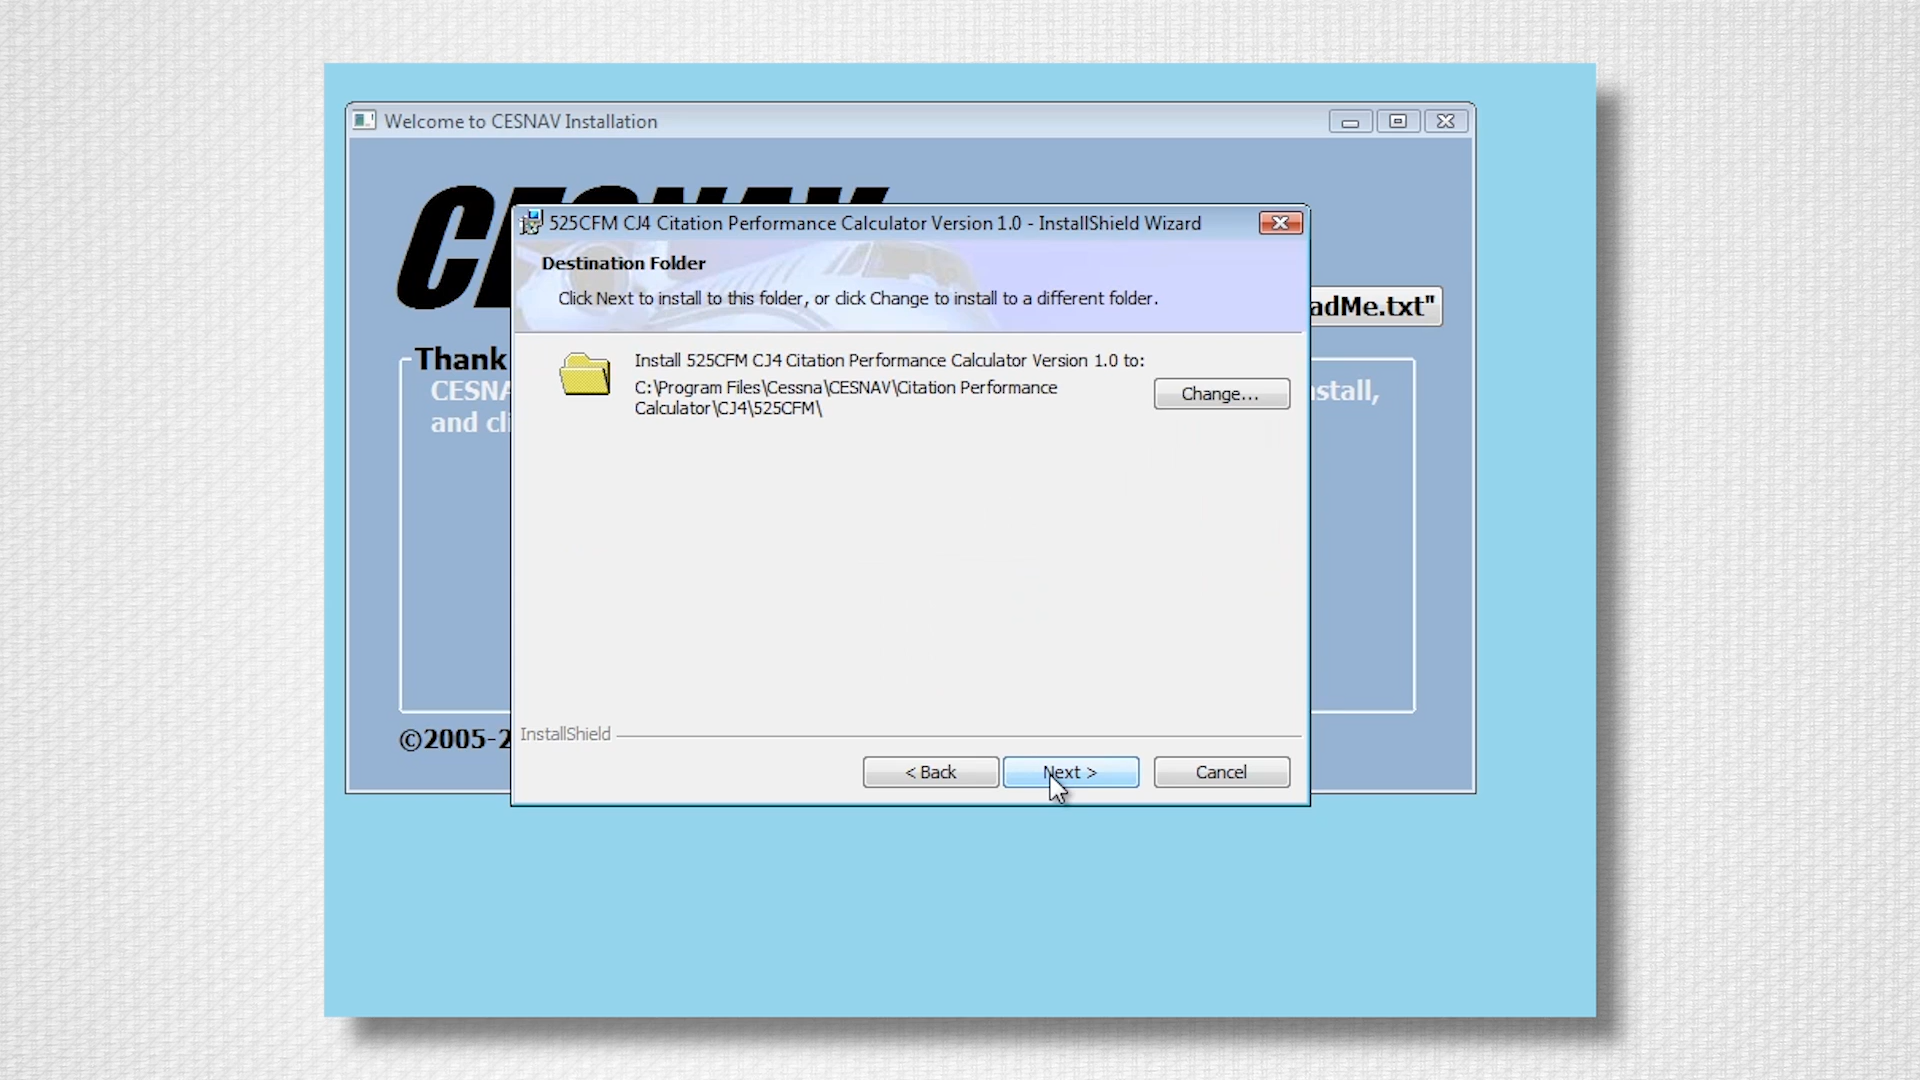 Welcome to CESNAV Installation
525CFM CJ4 Citation Performance Calculator Version 1.0 - InstallShield Wizard
Destination Folder
Click Next to install to this folder, or click Change to install to a different folder.
adMe.txt"
Thank
Install 525CFM CJ4 Citation Performance Calculator Version 1.0 to:
C:\Program Files\Cessna\CESNAV\Citation Performance
Calculator\CJ4\525CFM\
Change...
CESNA
stall,
and cli
InstallShield
©2005-2
< Back
Next >
Cancel